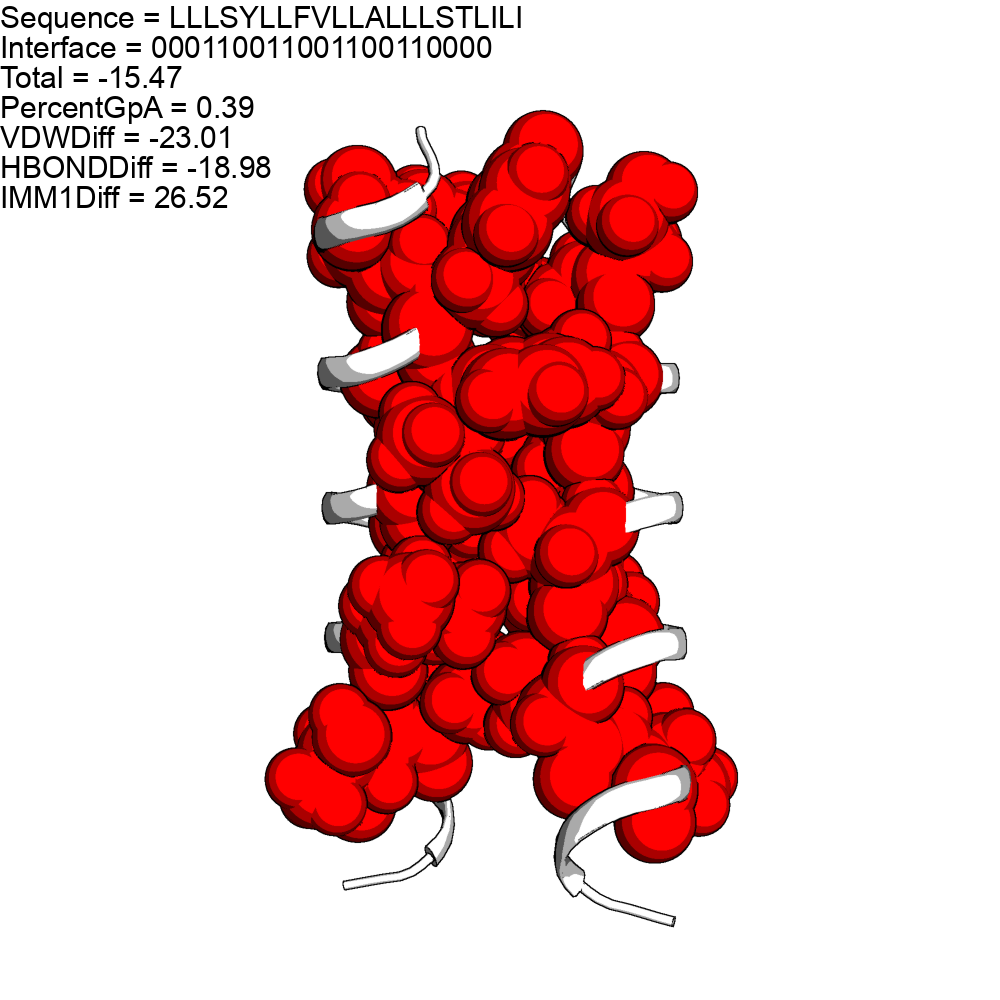 Sequence = LLLSYLLFVLLALLLSTLILI
Interface = 000110011001100110000
Total = -15.47
PercentGpA = 0.39
VDWDiff = -23.01
HBONDDiff = -18.98
IMM1Diff = 26.52